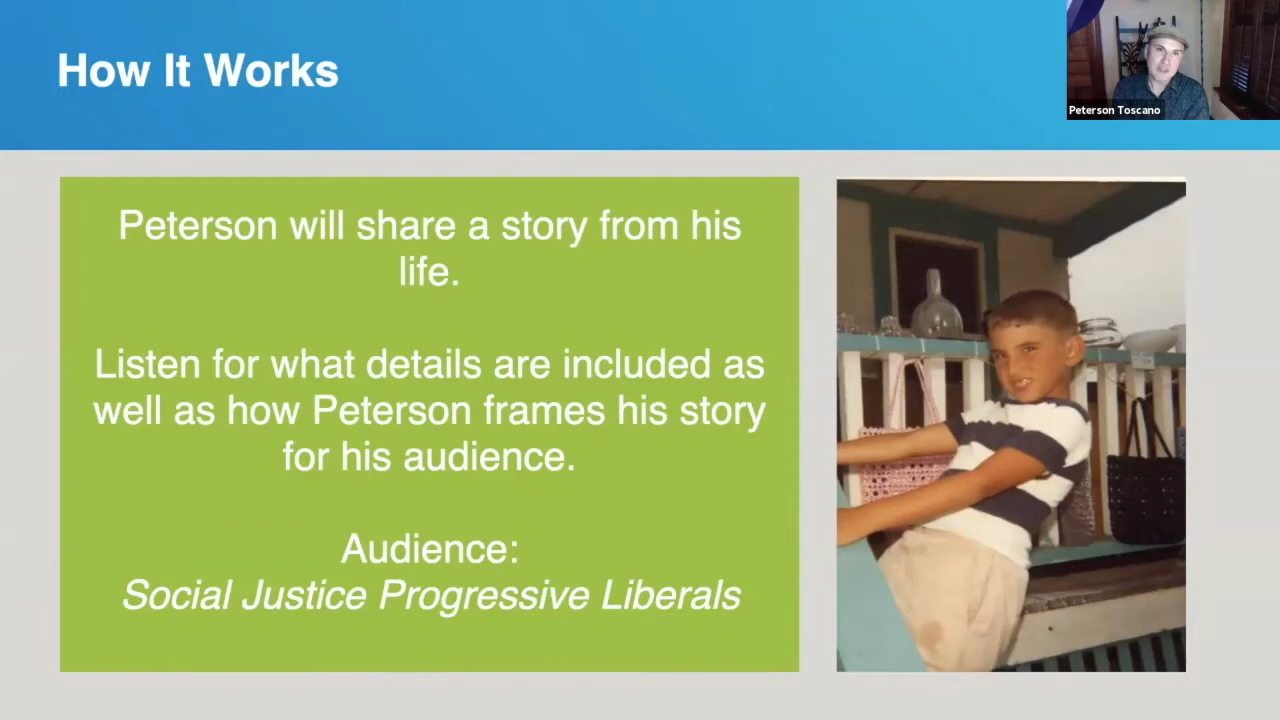 How It Works
Peterson Toscano
Peterson will share a story from his
life.
Listen for what details are included as
well as how Peterson frames his story
for his audience.
Audience:
Social Justice Progressive Liberals